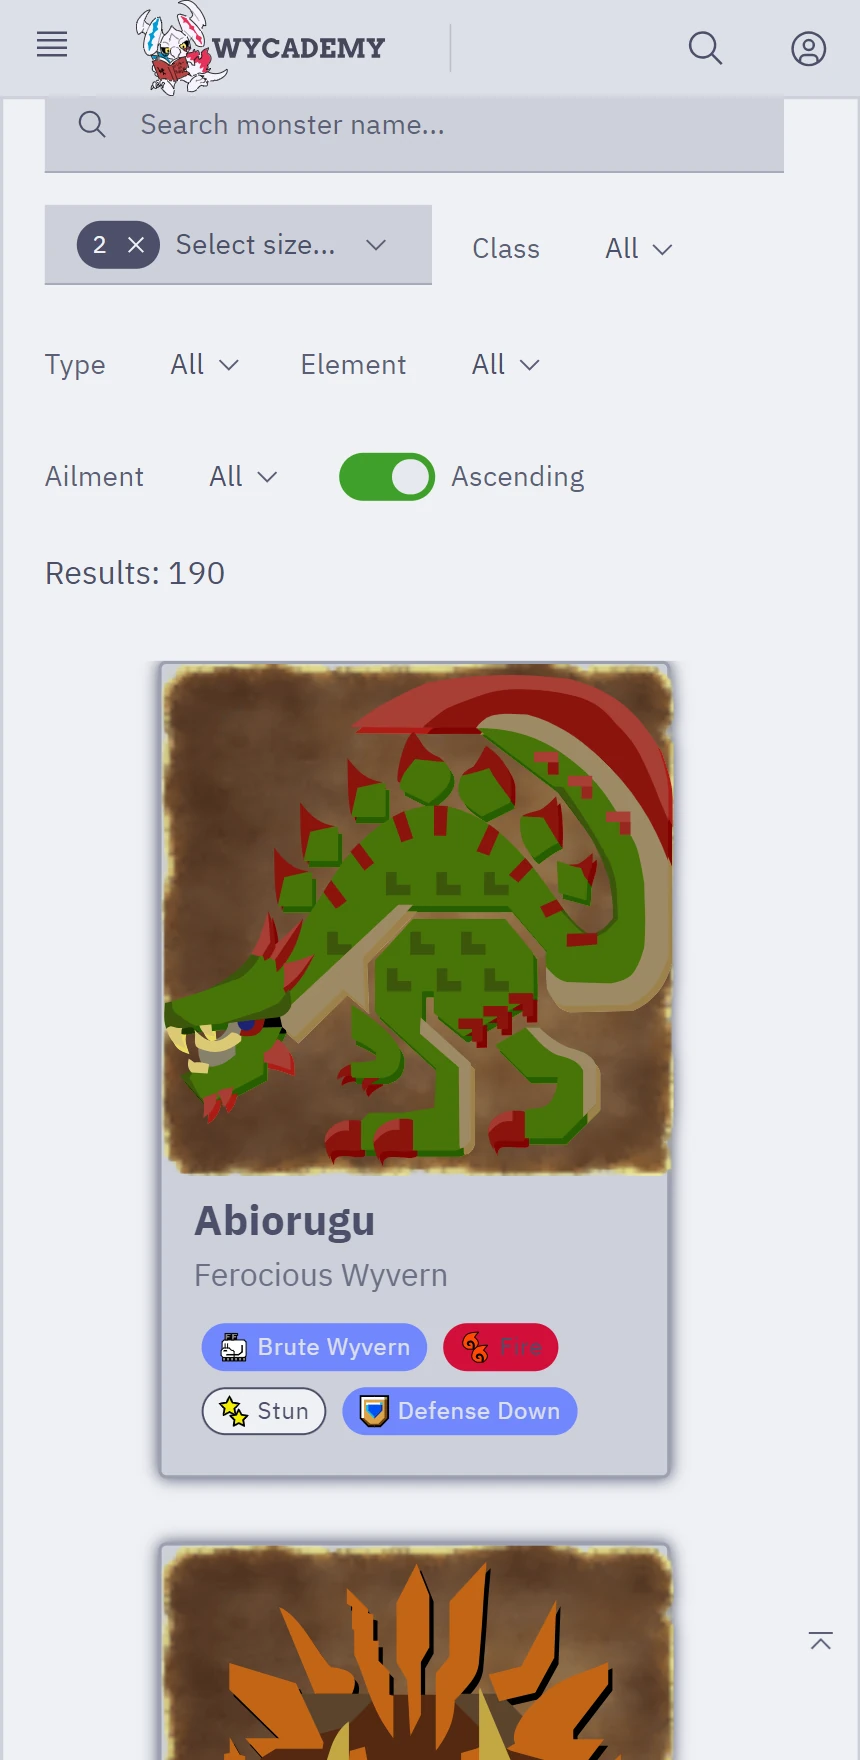 WYCADEMY
Search monster name...
2 Select size... Class All
Type All Element All
Ailment All Ascending
Results: 190
Abiorugu
Ferocious Wyvern
Brute Wyvern Fire
Stun Defense Down